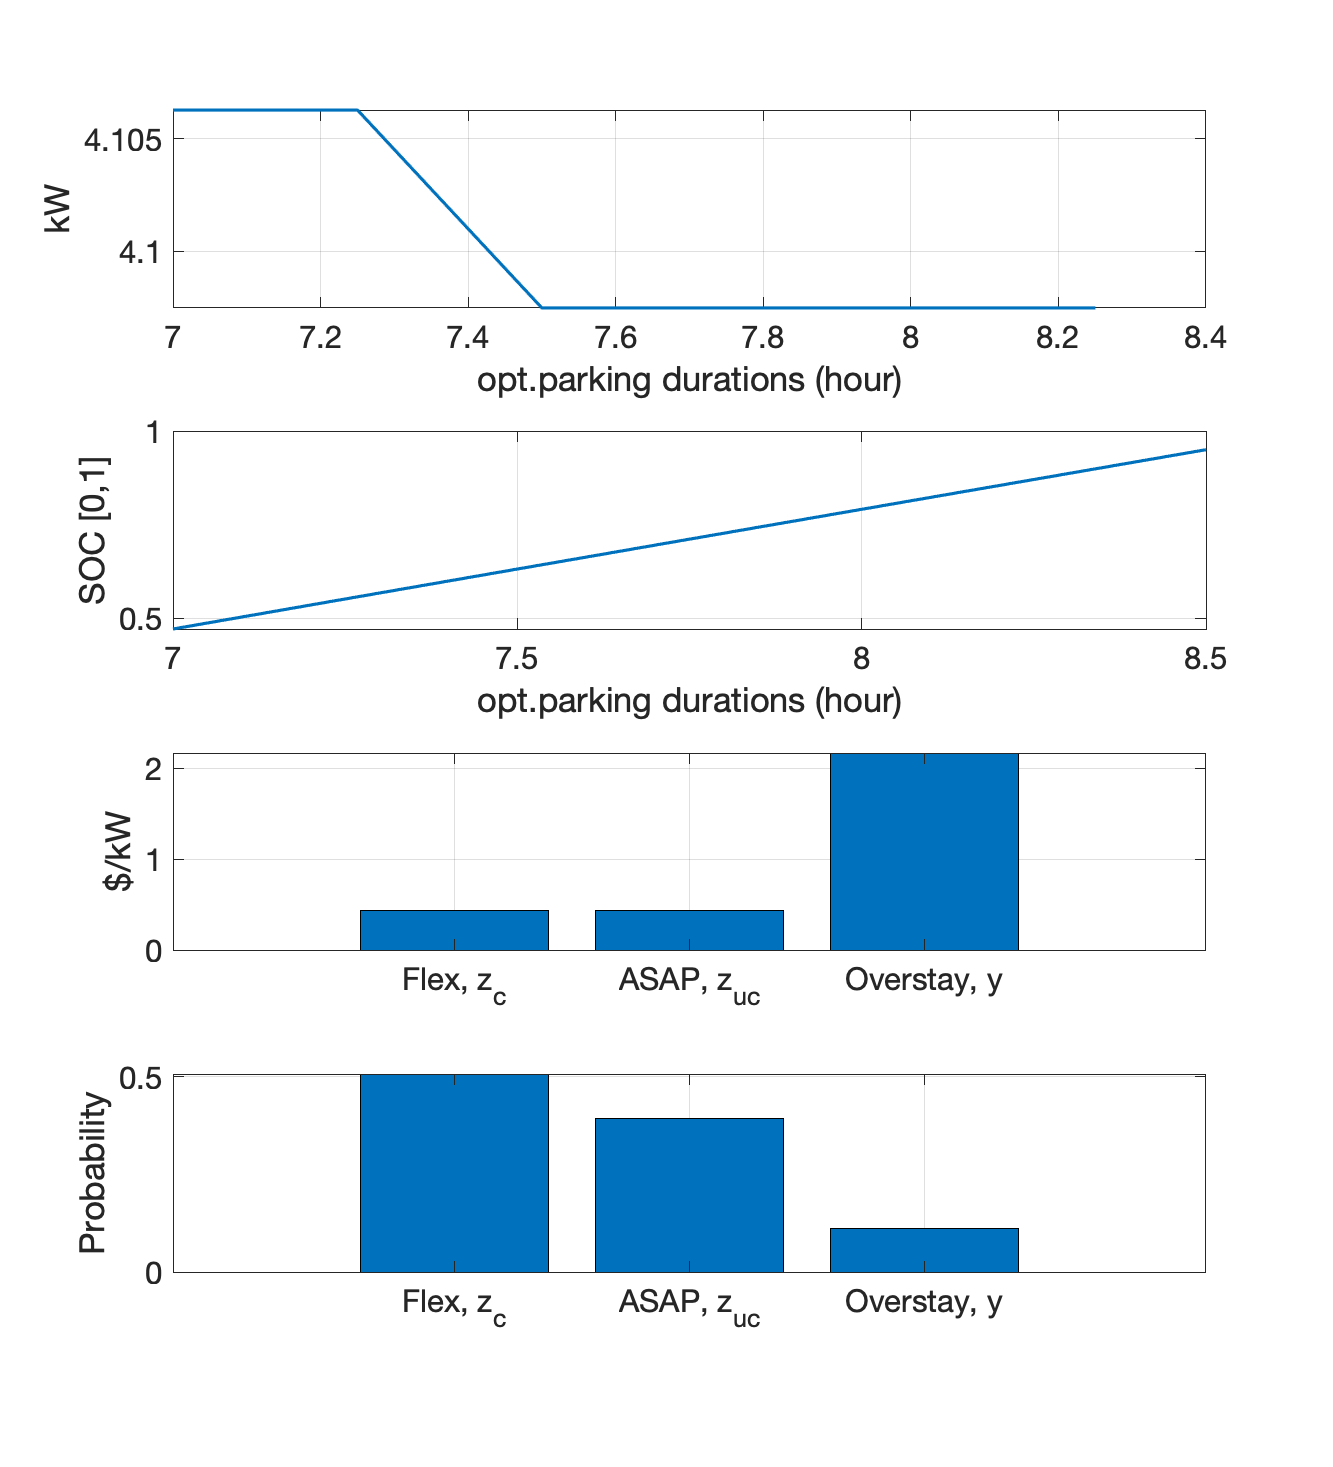 4.105
4.1
kW
7 7.2 7.4 7.6 7.8 8 8.2 8.4
opt.parking durations (hour)
1
0.5
SOC [0,1]
7 7.5 8 8.5
opt.parking durations (hour)
2
1
0
$/kW
Flex, z_c ASAP, z_uc Overstay, y
0.5
0
Probability
Flex, z_c ASAP, z_uc Overstay, y